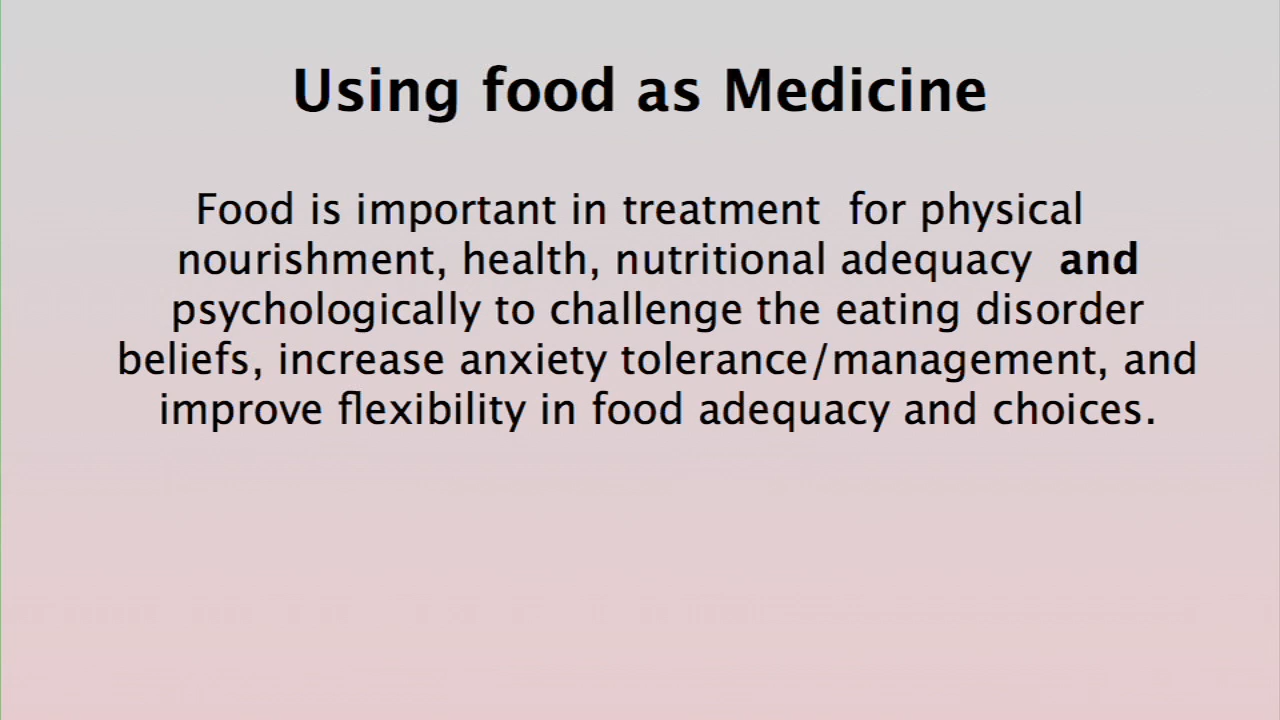 Using food as Medicine
Food is important in treatment  for physical
nourishment, health, nutritional adequacy  and
psychologically to challenge the eating disorder
beliefs, increase anxiety tolerance/management, and
improve flexibility in food adequacy and choices.